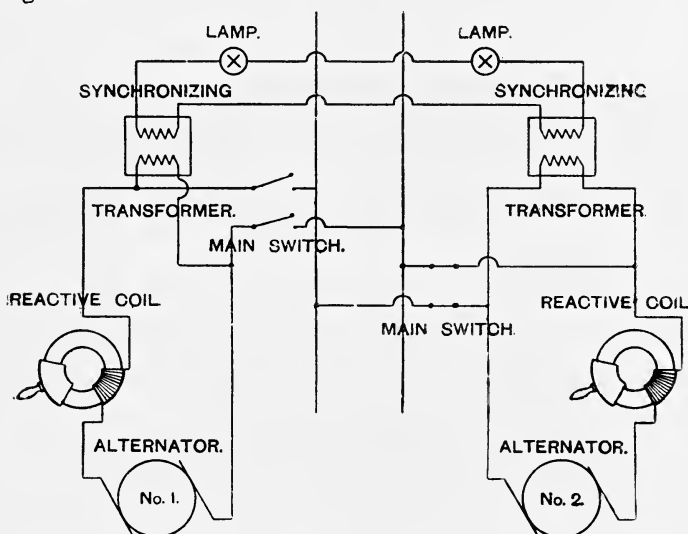 LAMP.
LAMP.
SYNCHRONIZING
SYNCHRONIZING
TRANSFORMER.
TRANSFORMER.
MAIN SWITCH.
REACTIVE COIL
REACTIVE COIL
MAIN SWITCH.
ALTERNATOR.
ALTERNATOR.
No. 1.
No. 2.